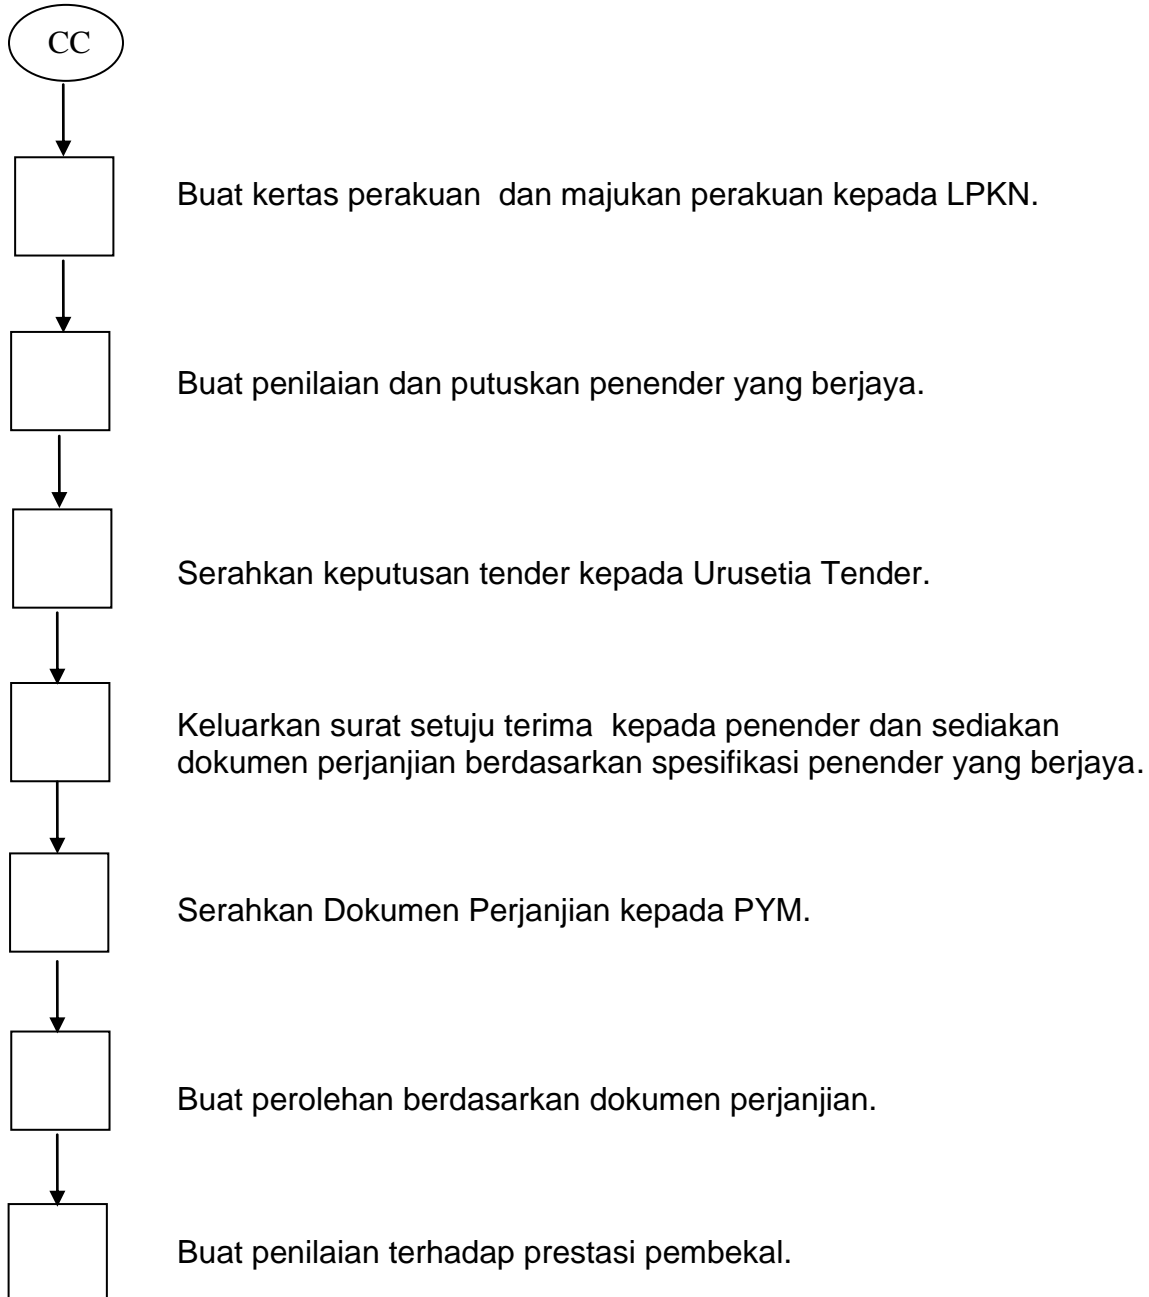 CC
Buat kertas perakuan  dan majukan perakuan kepada LPKN.
Buat penilaian dan putuskan penender yang berjaya.
Serahkan keputusan tender kepada Urusetia Tender.
Keluarkan surat setuju terima  kepada penender dan sediakan
dokumen perjanjian berdasarkan spesifikasi penender yang berjaya.
Serahkan Dokumen Perjanjian kepada PYM.
Buat perolehan berdasarkan dokumen perjanjian.
Buat penilaian terhadap prestasi pembekal.